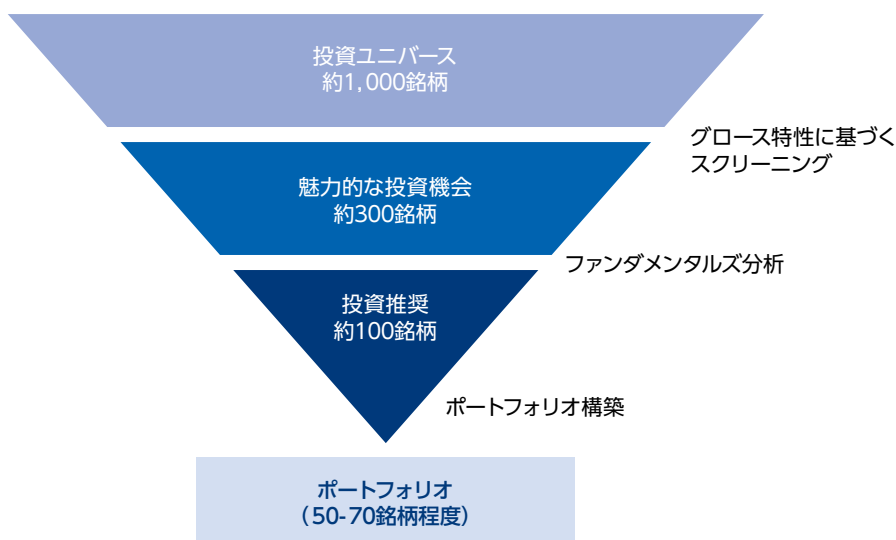 投資ユニバース
約1,000銘柄
グロース特性に基づく
スクリーニング
魅力的な投資機会
約300銘柄
ファンダメンタルズ分析
投資推奨
約100銘柄
ポートフォリオ構築
ポートフォリオ
(50-70銘柄程度)